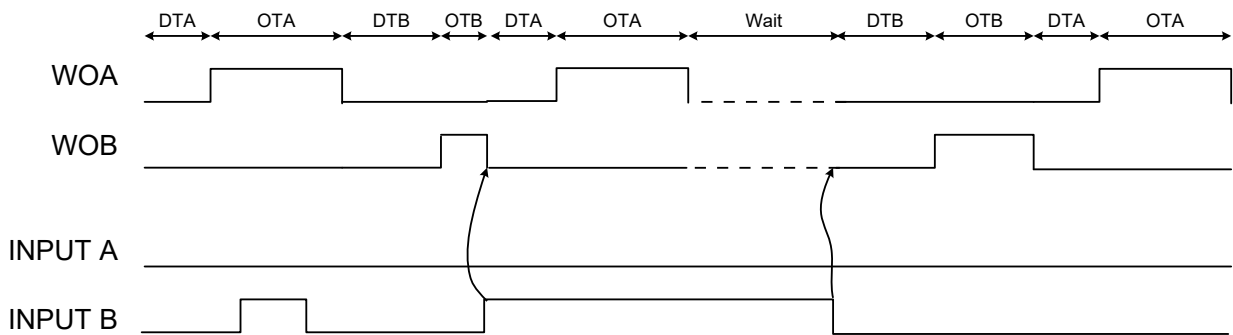 DTA OTA DTB OTB DTA OTA Wait DTB OTB DTA OTA
WOA
WOB
INPUT A
INPUT B